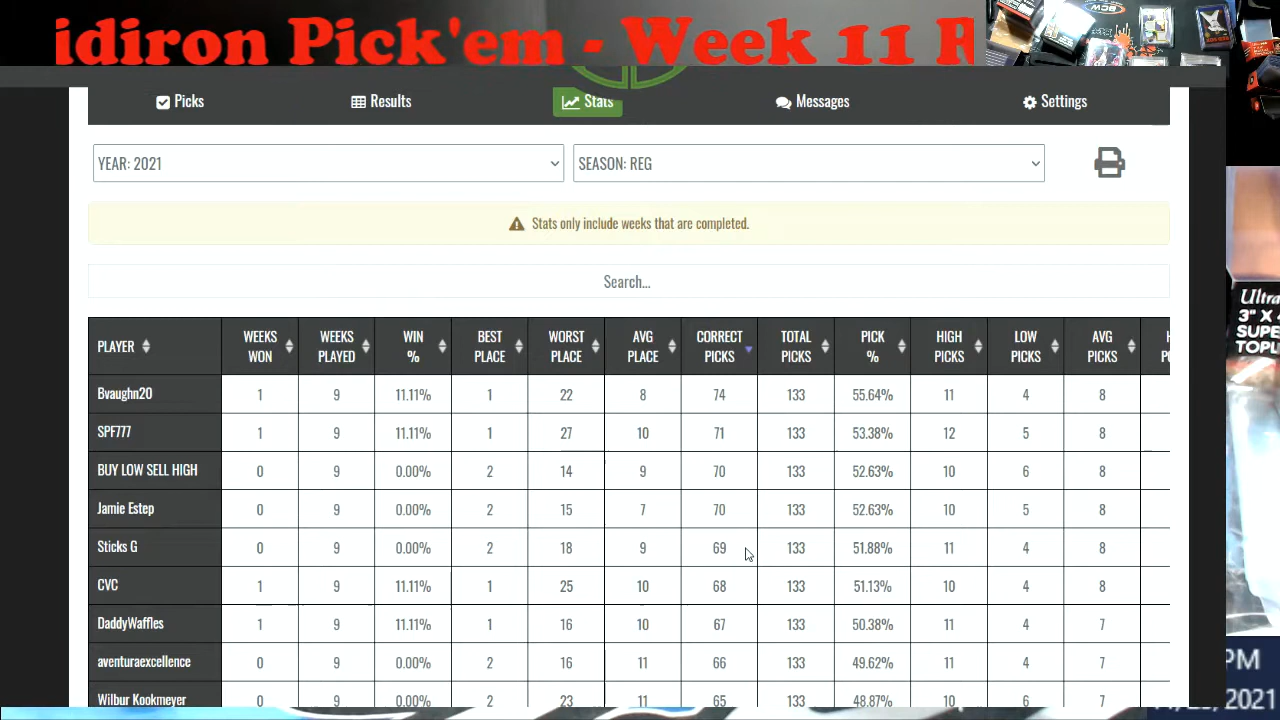 idiron Pick'em - Week 11 R
Picks Results Stats Messages Settings
YEAR: 2021 SEASON: REG
Stats only include weeks that are completed.
Search...
PLAYER WEEKS WON WEEKS PLAYED WIN % BEST PLACE WORST PLACE AVG PLACE CORRECT PICKS TOTAL PICKS PICK % HIGH PICKS LOW PICKS AVG PICKS
Bvaughn20 1 9 11.11% 1 22 8 74 133 55.64% 11 4 8
SPF777 1 9 11.11% 1 27 10 71 133 53.38% 12 5 8
BUY LOW SELL HIGH 0 9 0.00% 2 14 9 70 133 52.63% 10 6 8
Jamie Estep 0 9 0.00% 2 15 7 70 133 52.63% 10 5 8
Sticks G 0 9 0.00% 2 18 9 69 133 51.88% 11 4 8
CVC 1 9 11.11% 1 25 10 68 133 51.13% 10 4 8
DaddyWaffles 1 9 11.11% 1 16 10 67 133 50.38% 11 4 7
aventuraexcellence 0 9 0.00% 2 16 11 66 133 49.62% 11 4 7
Wilbur Kookmeyer 0 9 0.00% 2 23 11 65 133 48.87% 10 6 7
Ultra
3" X 4
SUPE
TOPL
PM
2021